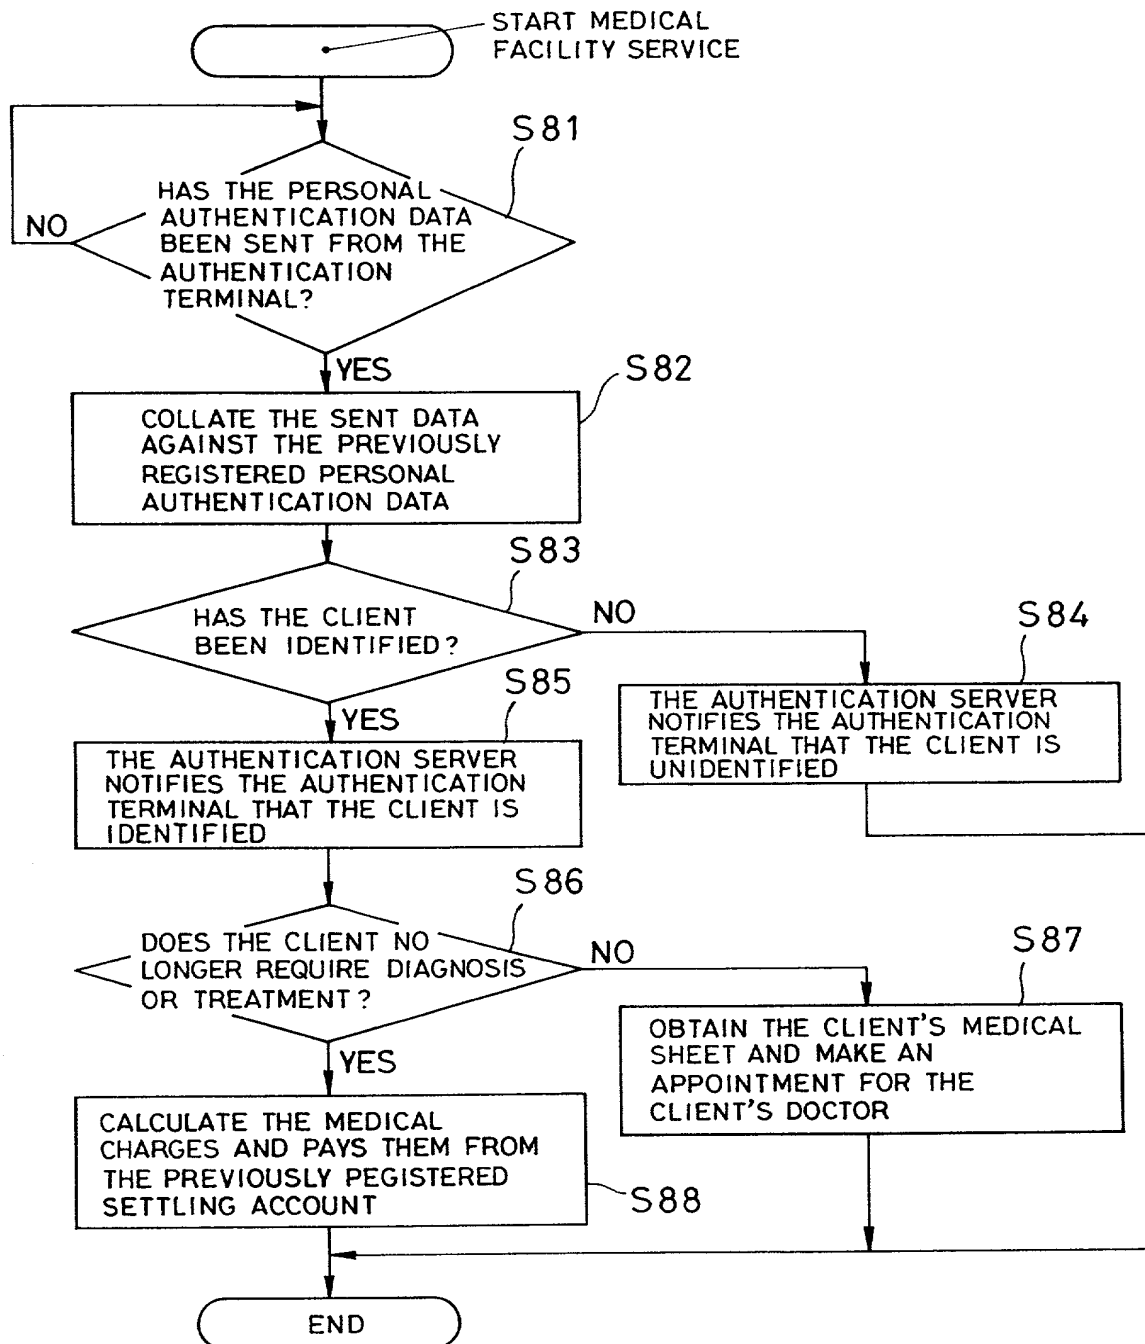 START MEDICAL
FACILITY SERVICE
S81
HAS THE PERSONAL
AUTHENTICATION DATA
BEEN SENT FROM THE
AUTHENTICATION
TERMINAL?
NO
YES
S82
COLLATE THE SENT DATA
AGAINST THE PREVIOUSLY
REGISTERED PERSONAL
AUTHENTICATION DATA
S83
HAS THE CLIENT
BEEN IDENTIFIED?
NO
S84
THE AUTHENTICATION SERVER
NOTIFIES THE AUTHENTICATION
TERMINAL THAT THE CLIENT IS
UNIDENTIFIED
YES
S85
THE AUTHENTICATION SERVER
NOTIFIES THE AUTHENTICATION
TERMINAL THAT THE CLIENT IS
IDENTIFIED
S86
DOES THE CLIENT NO
LONGER REQUIRE DIAGNOSIS
OR TREATMENT?
NO
S87
OBTAIN THE CLIENT'S MEDICAL
SHEET AND MAKE AN
APPOINTMENT FOR THE
CLIENT'S DOCTOR
YES
CALCULATE THE MEDICAL
CHARGES AND PAYS THEM FROM
THE PREVIOUSLY PEGISTERED
SETTLING ACCOUNT
S88
END